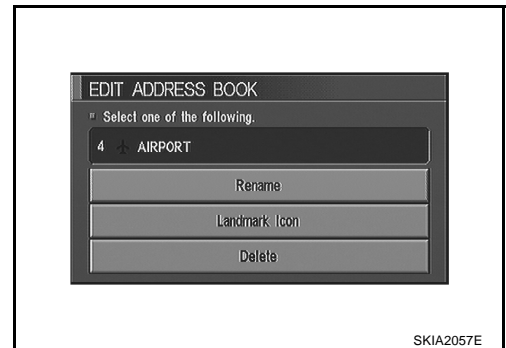 EDIT ADDRESS BOOK
Select one of the following.
4 AIRPORT
Rename
Landmark Icon
Delete
SKIA2057E